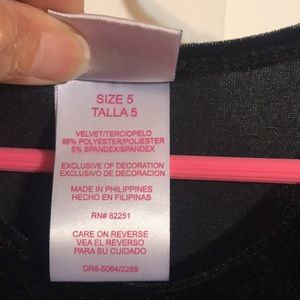 SIZE 5
TALLA 5
VELVET/TERCIOPELO
95% POLYESTER/POLIESTER
5% SPANDEX/SPANDEX
EXCLUSIVE OF DECORATION
EXCLUSIVO DE DECORACION
MADE IN PHILIPPINES
HECHO EN FILIPINAS
RN# 62251
CARE ON REVERSE
VEA EL REVERSO
PARA SU CUIDADO
DR8-5064/2289